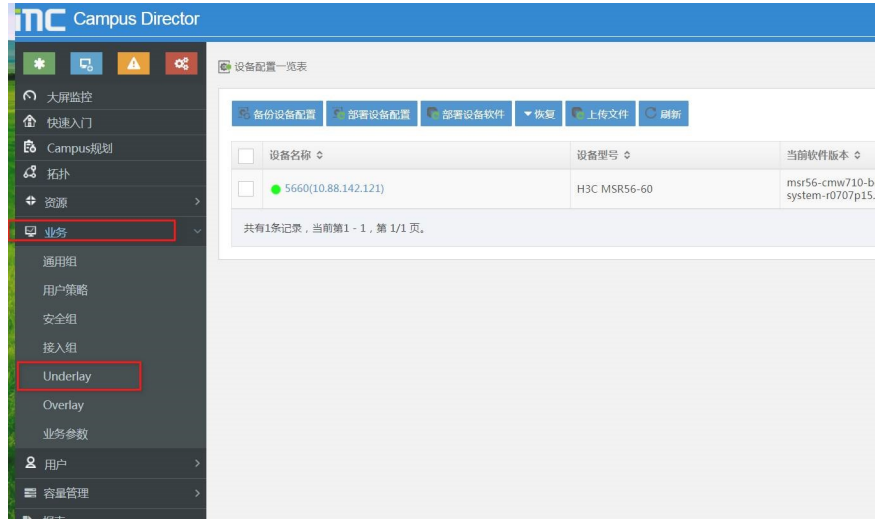 iMC Campus Director
设备配置一览表
大屏监控
快速入门
Campus规划
拓扑
资源
业务
通用组
用户策略
安全组
接入组
Underlay
Overlay
业务参数
用户
容量管理
备份设备配置 部署设备配置 部署设备软件 恢复 上传文件 刷新
设备名称 设备型号 当前软件版本
5660(10.88.142.121) H3C MSR56-60 msr56-cmw710-b
system-r0707p15.
共有1条记录，当前第1 - 1，第 1/1 页。